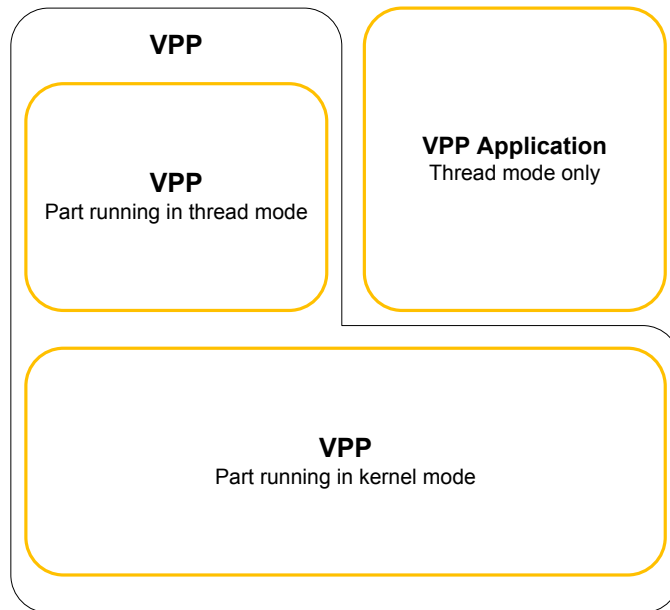 VPP
VPP
Part running in thread mode
VPP Application
Thread mode only
VPP
Part running in kernel mode